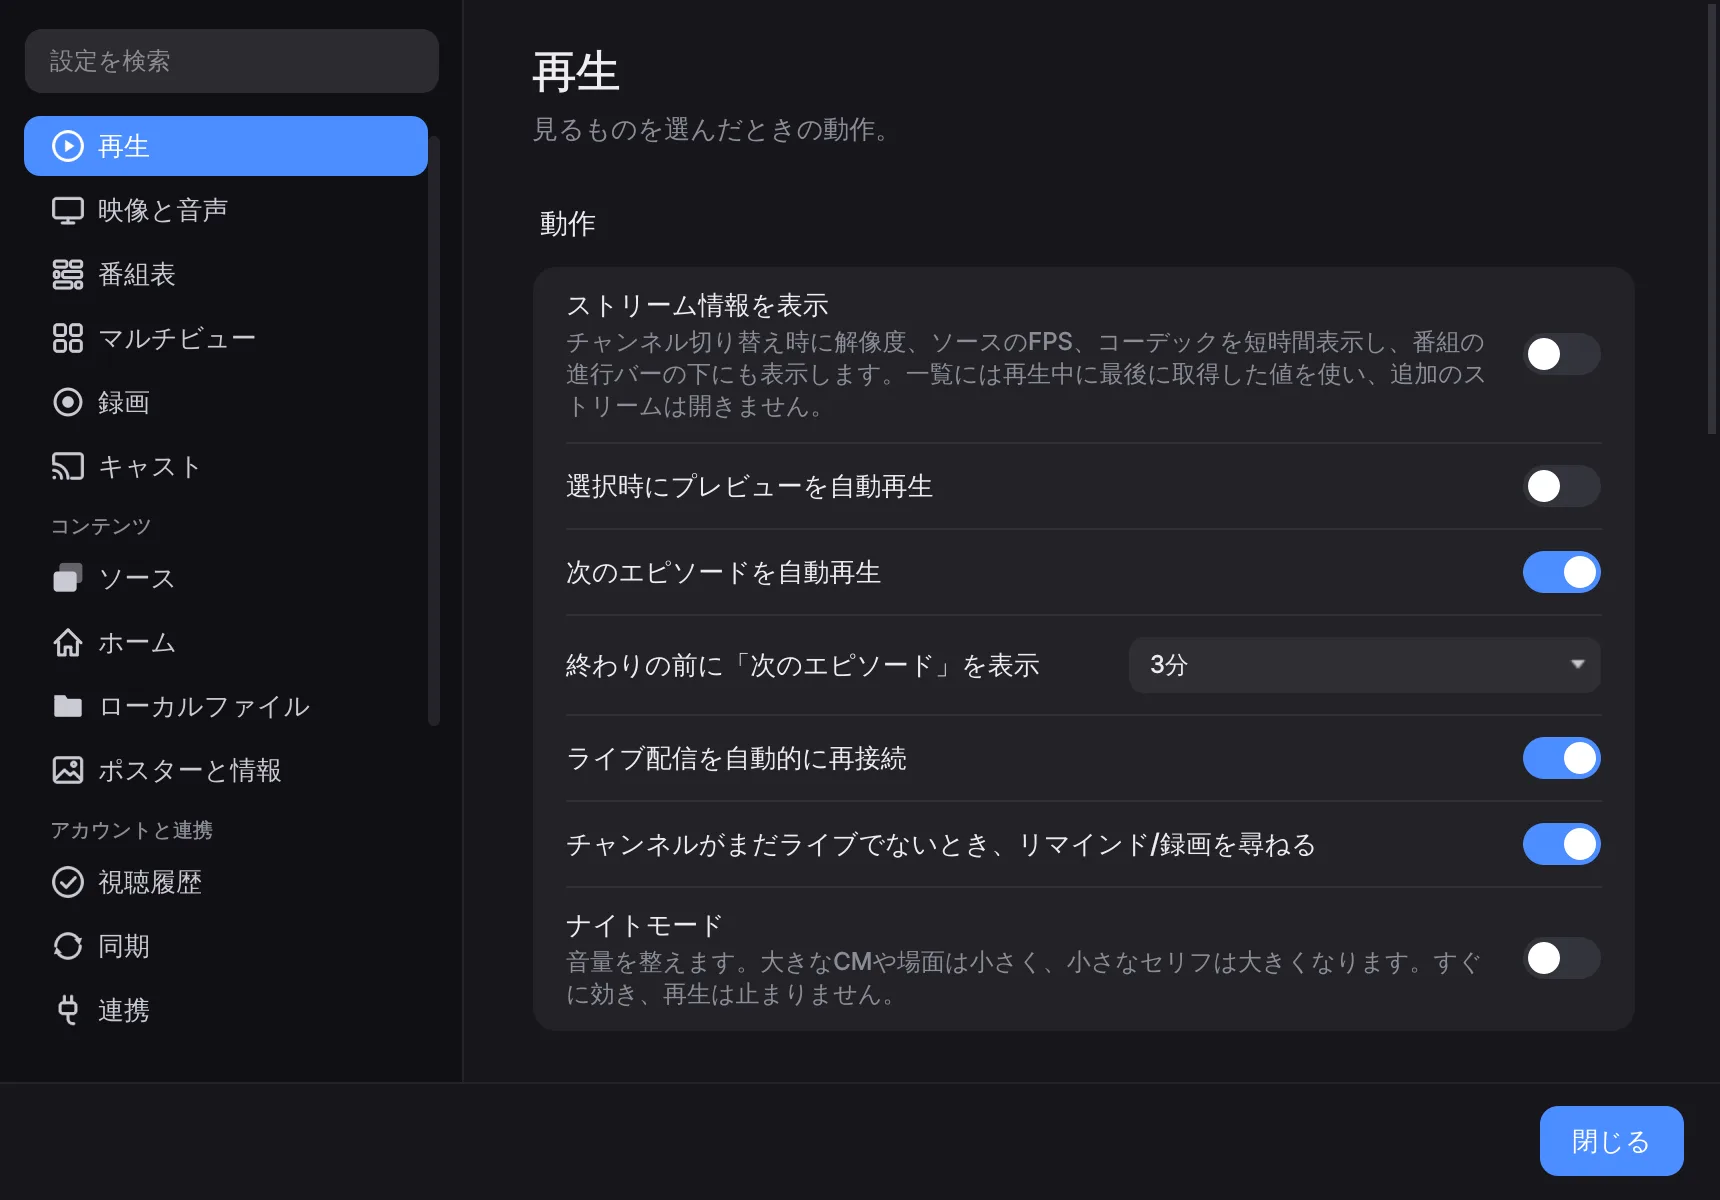 設定を検索
再生
映像と音声
番組表
マルチビュー
録画
キャスト
コンテンツ
ソース
ホーム
ローカルファイル
ポスターと情報
アカウントと連携
視聴履歴
同期
連携
再生
見るものを選んだときの動作。
動作
ストリーム情報を表示
チャンネル切り替え時に解像度、ソースのFPS、コーデックを短時間表示し、番組の
進行バーの下にも表示します。一覧には再生中に最後に取得した値を使い、追加のス
トリームは開きません。
選択時にプレビューを自動再生
次のエピソードを自動再生
終わりの前に「次のエピソード」を表示
3分
ライブ配信を自動的に再接続
チャンネルがまだライブでないとき、リマインド/録画を尋ねる
ナイトモード
音量を整えます。大きなCMや場面は小さく、小さなセリフは大きくなります。すぐ
に効き、再生は止まりません。
閉じる